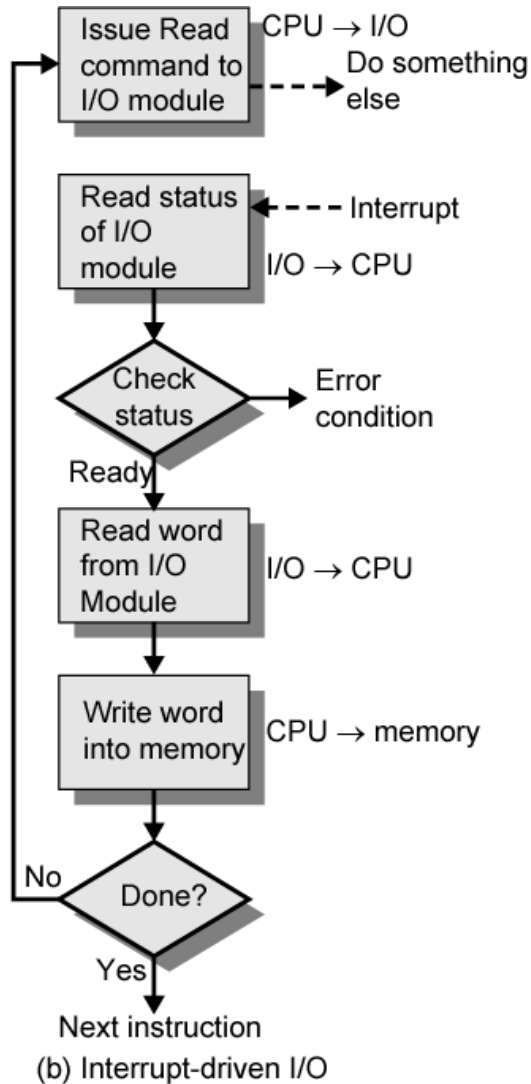 Issue Read
command to
I/O module
CPU → I/O
Do something
else
Read status
of I/O
module
Interrupt
I/O → CPU
Check
status
Error
condition
Ready
Read word
from I/O
Module
I/O → CPU
Write word
into memory
CPU → memory
No
Done?
Yes
Next instruction
(b) Interrupt-driven I/O